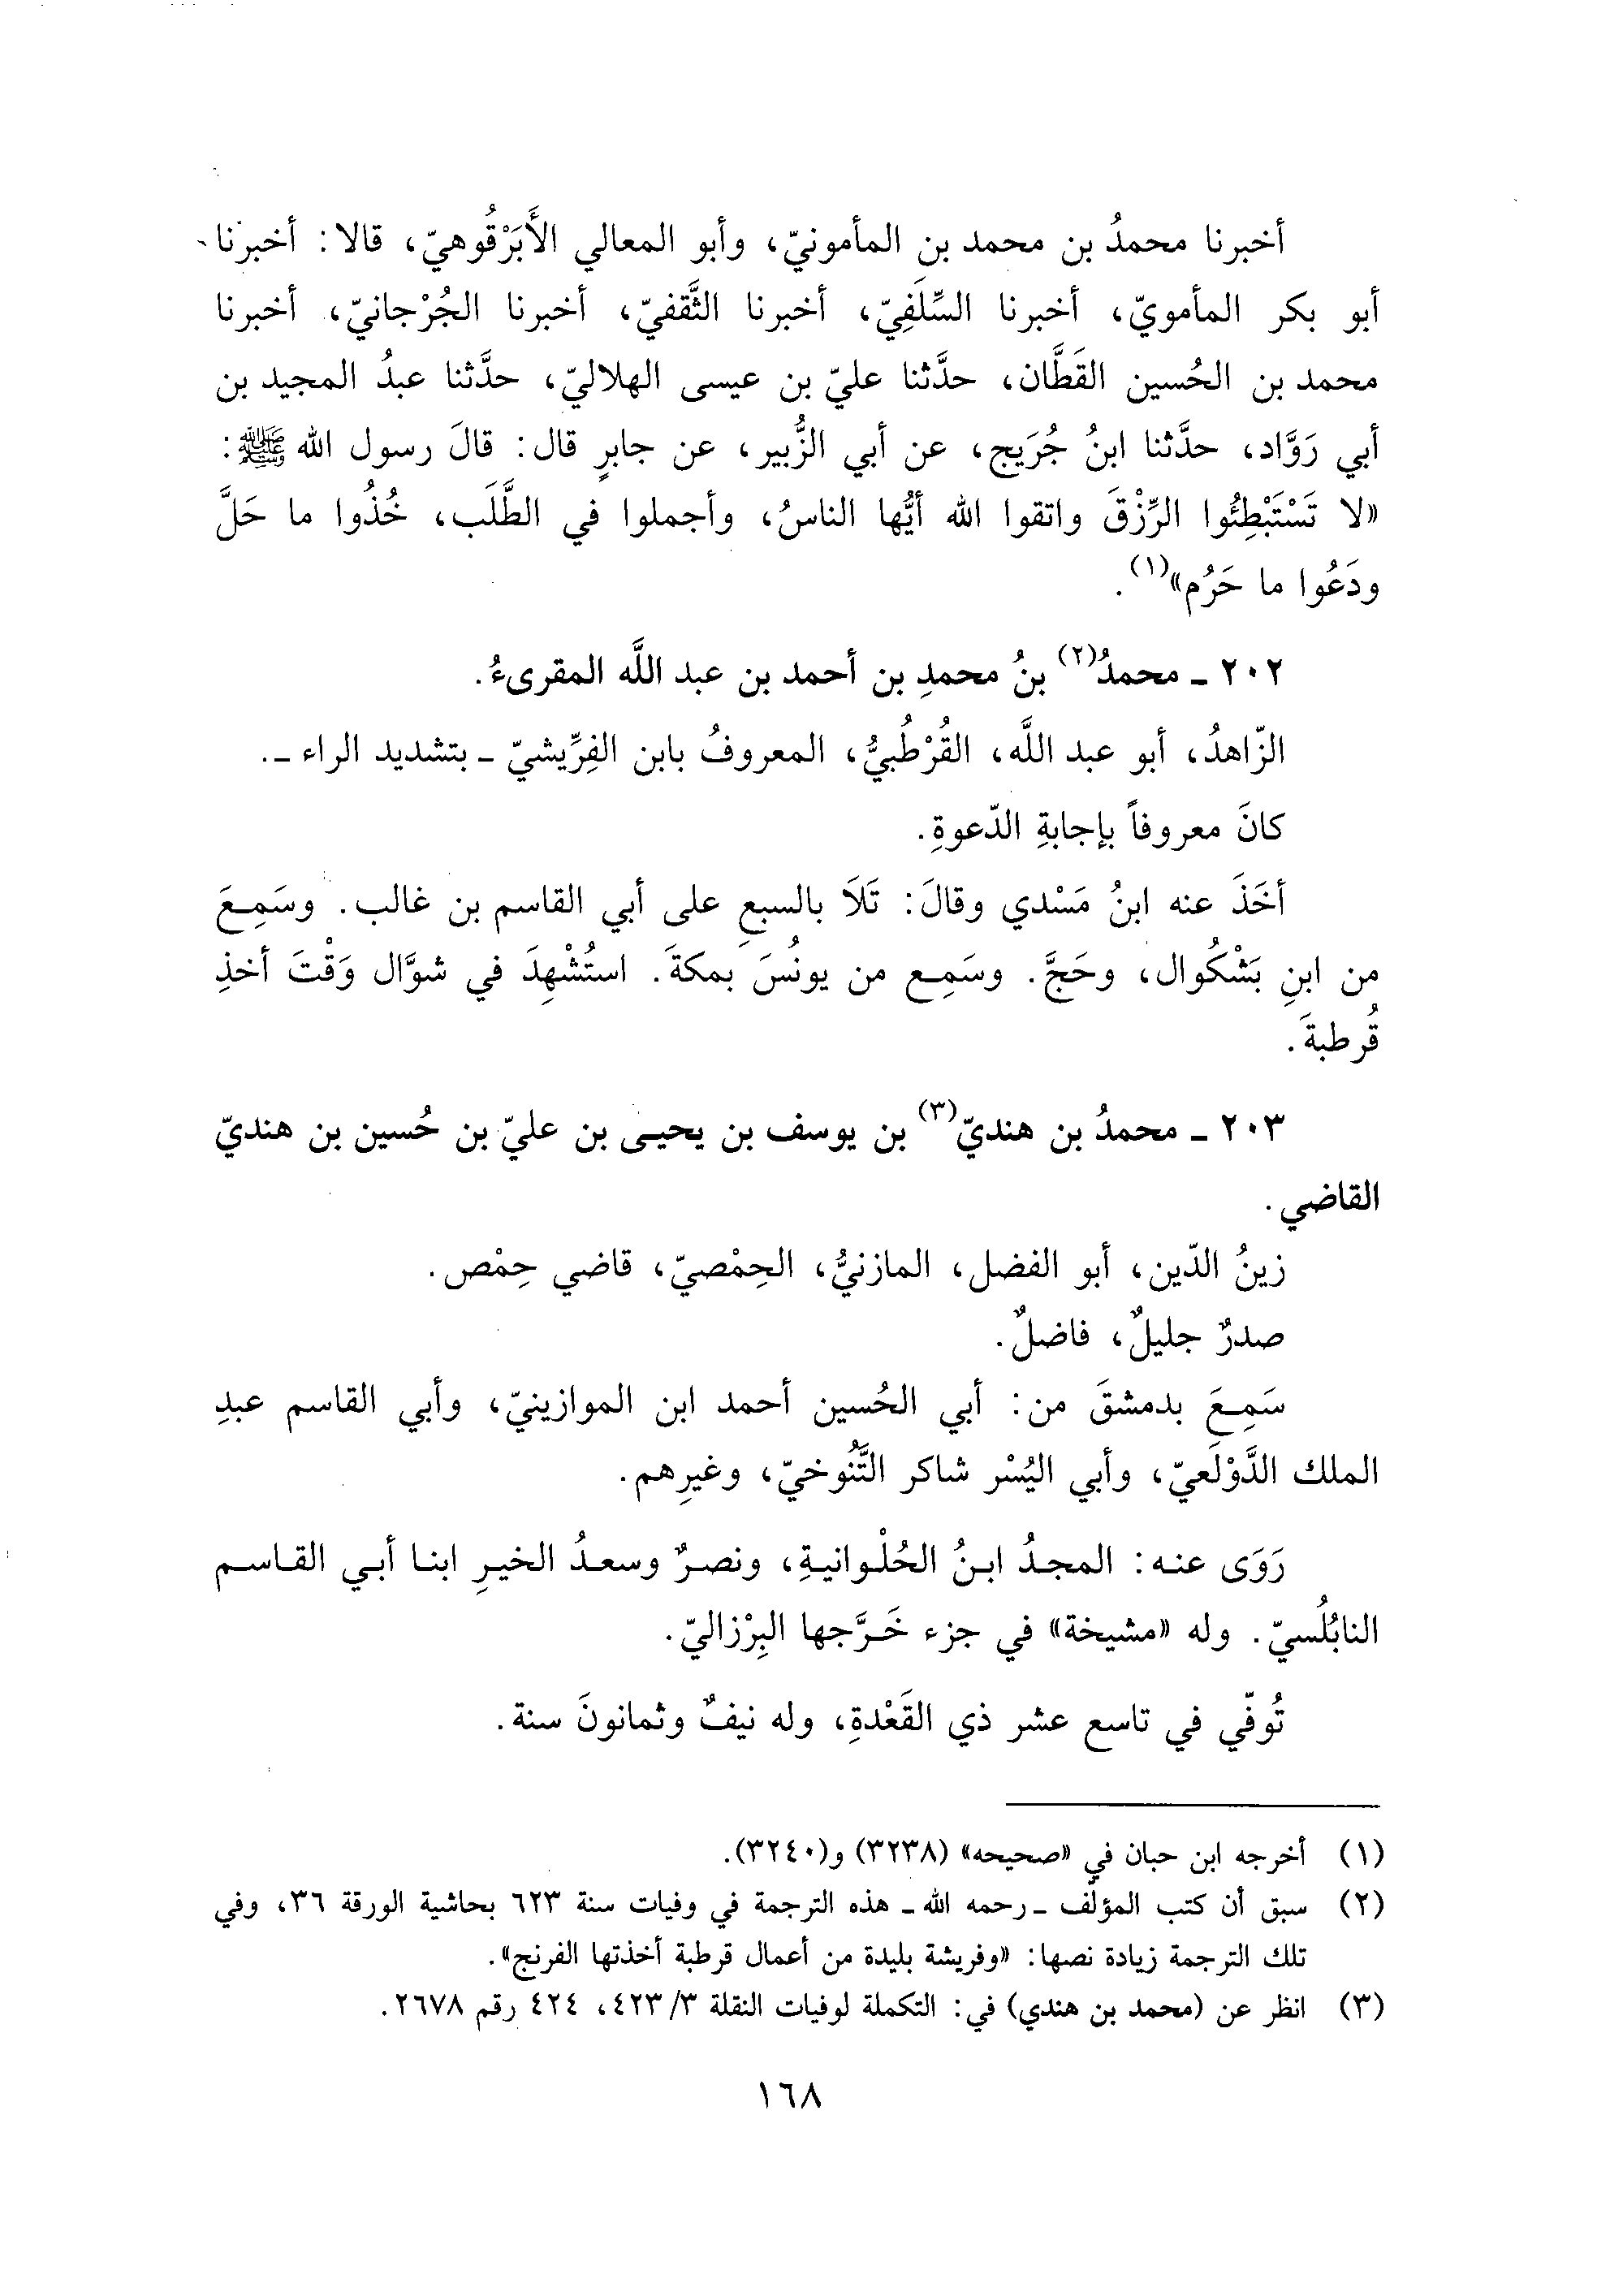 أخبرنا محمدُ بن محمد بن المأمونيّ، وأبو المعالي الأَبَرْقُوهيّ، قالا: أخبرنا
أبو بكر المأمويّ، أخبرنا السِّلَفِيّ، أخبرنا الثَّقفيّ، أخبرنا الجُرْجانيّ، أخبرنا
محمد بن الحُسين القَطَّان، حدَّثنا عليّ بن عيسى الهلاليّ، حدَّثنا عبدُ المجيد بن
أبي رَوَّاد، حدَّثنا ابنُ جُرَيج، عن أبي الزُّبير، عن جابرٍ قال: قالَ رسول الله ﷺ:
«لا تَسْتَبْطِئُوا الرِّزْقَ واتقوا الله أيُّها الناسُ، وأجملوا في الطَّلَب، خُذُوا ما حَلَّ
ودَعُوا ما حَرُم»(١).
٢٠٢ ـ محمدُ(٢) بنُ محمدِ بن أحمد بن عبد اللَّه المقرىءُ.
الزّاهدُ، أبو عبد اللَّه، القُرْطُبيُّ، المعروفُ بابن الفِرِّيشيّ ـ بتشديد الراء ـ.
كانَ معروفاً بإجابةِ الدّعوةِ.
أخَذَ عنه ابنُ مَسْدي وقالَ: تَلَا بالسبعِ على أبي القاسم بن غالب. وسَمِعَ
من ابنِ بَشْكُوال، وحَجَّ. وسَمِع من يونُسَ بمكةَ. استُشْهِدَ في شوَّال وَقْتَ أخذِ
قُرطبةَ.
٢٠٣ ـ محمدُ بن هنديّ(٣) بن يوسف بن يحيى بن عليّ بن حُسين بن هنديّ
القاضي.
زينُ الدّين، أبو الفضل، المازنيُّ، الحِمْصيّ، قاضي حِمْص.
صدرٌ جليلٌ، فاضلٌ.
سَمِعَ بدمشقَ من: أبي الحُسين أحمد ابن الموازينيّ، وأبي القاسم عبدِ
الملك الدَّوْلَعيّ، وأبي اليُسْر شاكر التَّنُوخيّ، وغيرِهم.
رَوَى عنه: المجدُ ابنُ الحُلْوانيةِ، ونصرٌ وسعدُ الخيرِ ابنا أبي القاسم
النابُلُسيّ. وله «مشيخة» في جزء خَرَّجها البِرْزاليّ.
تُوفّي في تاسع عشر ذي القَعْدةِ، وله نيفٌ وثمانونَ سنة.
(١) أخرجه ابن حبان في «صحيحه» (٣٢٣٨) و(٣٢٤٠).
(٢) سبق أن كتب المؤلّف ـ رحمه الله ـ هذه الترجمة في وفيات سنة ٦٢٣ بحاشية الورقة ٣٦، وفي
تلك الترجمة زيادة نصها: «وفريشة بليدة من أعمال قرطبة أخذتها الفرنج».
(٣) انظر عن (محمد بن هندي) في: التكملة لوفيات النقلة ٣/ ٤٢٣، ٤٢٤ رقم ٢٦٧٨.
١٦٨